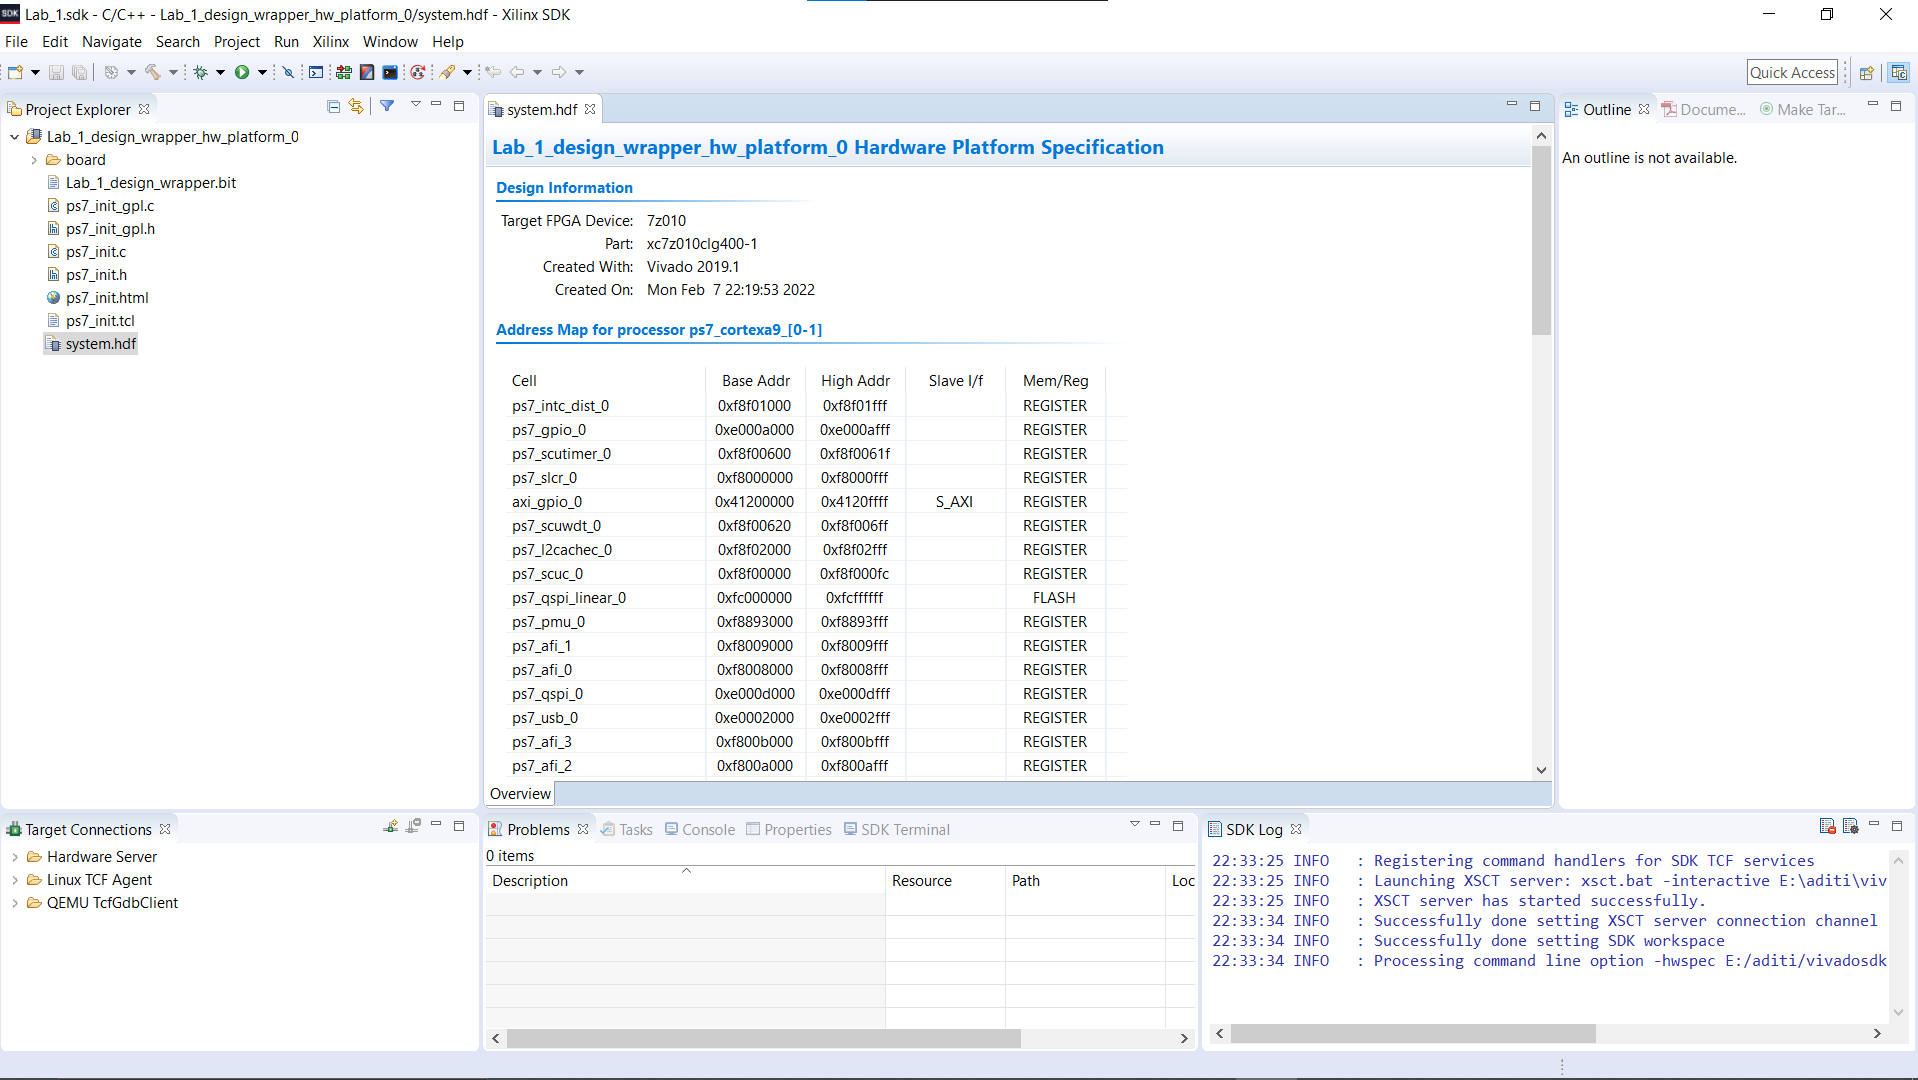 SDK Lab_1.sdk - C/C++ - Lab_1_design_wrapper_hw_platform_0/system.hdf - Xilinx SDK
File Edit Navigate Search Project Run Xilinx Window Help
Quick Access
Project Explorer
Lab_1_design_wrapper_hw_platform_0
board
Lab_1_design_wrapper.bit
ps7_init_gpl.c
ps7_init_gpl.h
ps7_init.c
ps7_init.h
ps7_init.html
ps7_init.tcl
system.hdf
system.hdf
Lab_1_design_wrapper_hw_platform_0 Hardware Platform Specification
Design Information
Target FPGA Device: 7z010
Part: xc7z010clg400-1
Created With: Vivado 2019.1
Created On: Mon Feb 7 22:19:53 2022
Address Map for processor ps7_cortexa9_[0-1]
Cell Base Addr High Addr Slave I/f Mem/Reg
ps7_intc_dist_0 0xf8f01000 0xf8f01fff REGISTER
ps7_gpio_0 0xe000a000 0xe000afff REGISTER
ps7_scutimer_0 0xf8f00600 0xf8f0061f REGISTER
ps7_slcr_0 0xf8000000 0xf8000fff REGISTER
axi_gpio_0 0x41200000 0x4120ffff S_AXI REGISTER
ps7_scuwdt_0 0xf8f00620 0xf8f006ff REGISTER
ps7_l2cachec_0 0xf8f02000 0xf8f02fff REGISTER
ps7_scuc_0 0xf8f00000 0xf8f000fc REGISTER
ps7_qspi_linear_0 0xfc000000 0xfcffffff FLASH
ps7_pmu_0 0xf8893000 0xf8893fff REGISTER
ps7_afi_1 0xf8009000 0xf8009fff REGISTER
ps7_afi_0 0xf8008000 0xf8008fff REGISTER
ps7_qspi_0 0xe000d000 0xe000dfff REGISTER
ps7_usb_0 0xe0002000 0xe0002fff REGISTER
ps7_afi_3 0xf800b000 0xf800bfff REGISTER
ps7_afi_2 0xf800a000 0xf800afff REGISTER
Overview
Outline Docume... Make Tar...
An outline is not available.
Target Connections
Hardware Server
Linux TCF Agent
QEMU TcfGdbClient
Problems Tasks Console Properties SDK Terminal
0 items
Description Resource Path Loc
SDK Log
22:33:25 INFO : Registering command handlers for SDK TCF services
22:33:25 INFO : Launching XSCT server: xsct.bat -interactive E:\aditi\viv
22:33:25 INFO : XSCT server has started successfully.
22:33:34 INFO : Successfully done setting XSCT server connection channel
22:33:34 INFO : Successfully done setting SDK workspace
22:33:34 INFO : Processing command line option -hwspec E:/aditi/vivadosdk